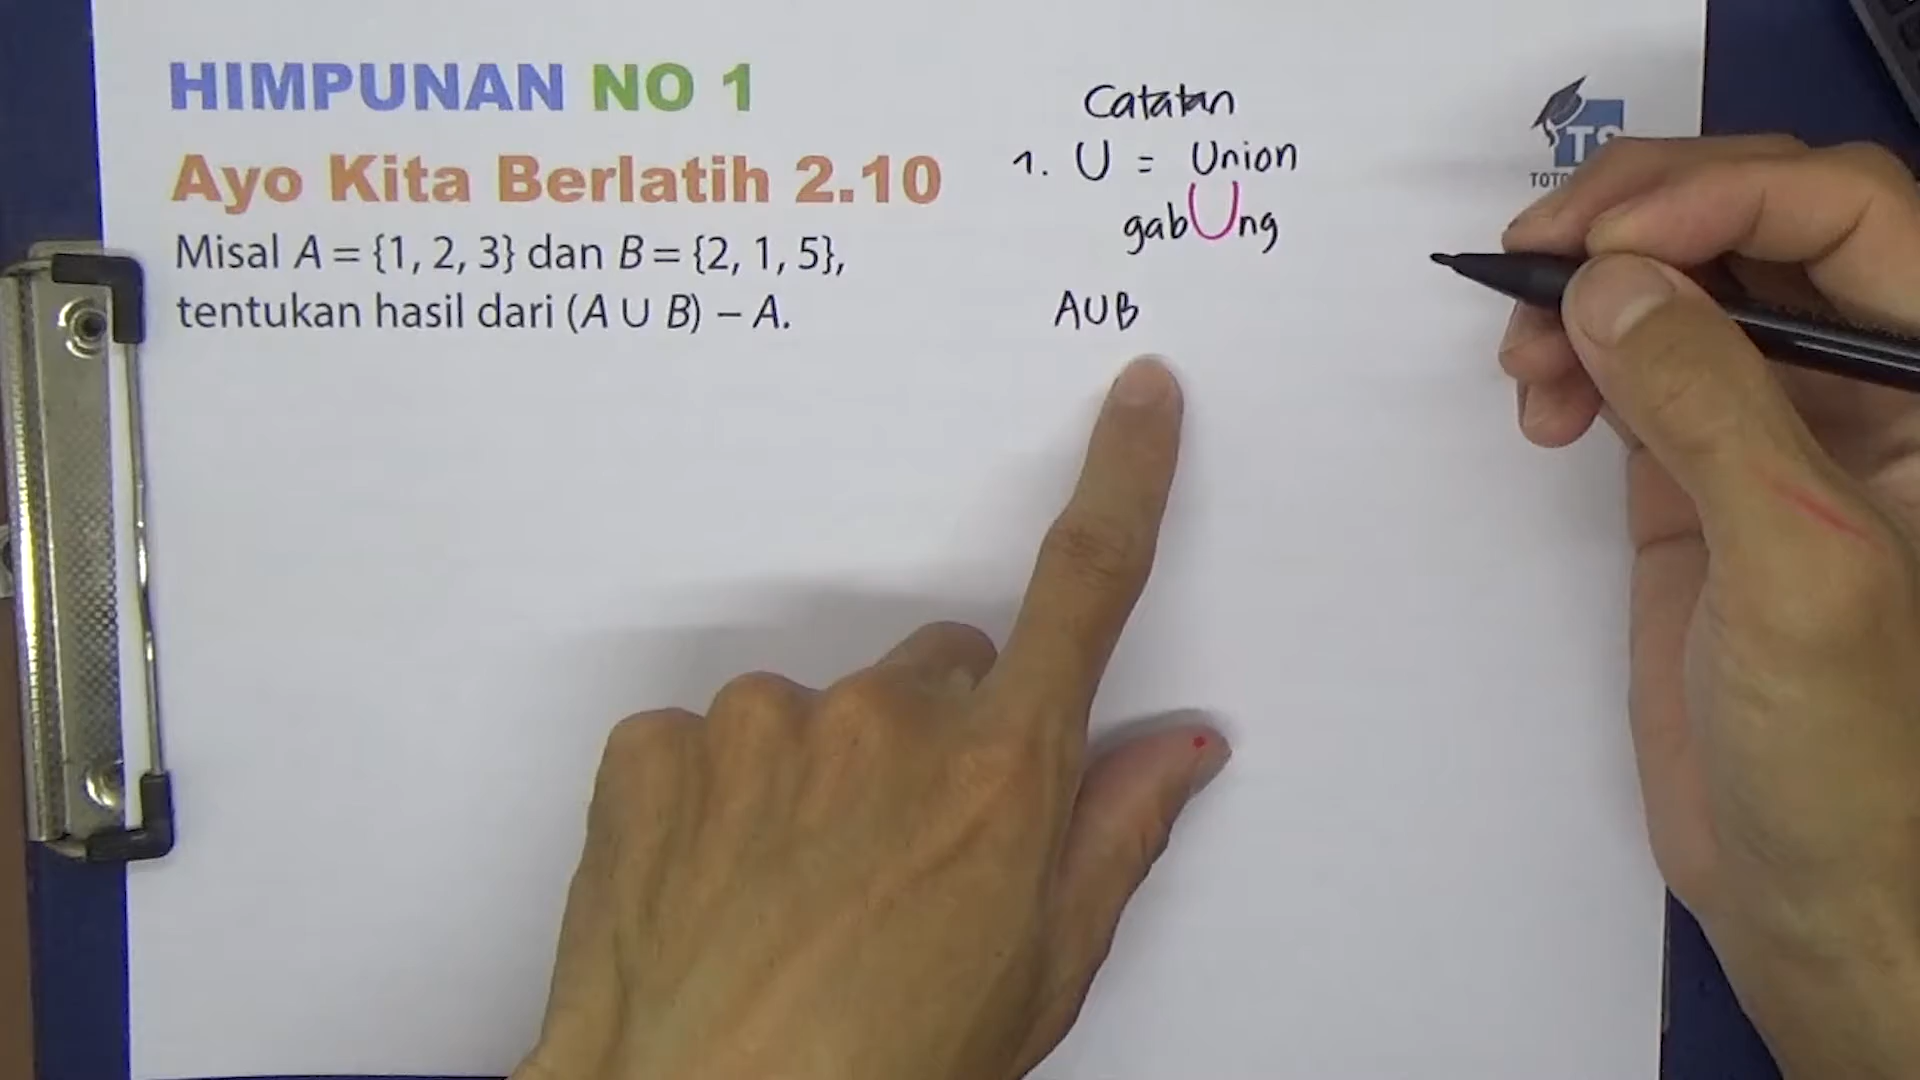 HIMPUNAN NO 1
Ayo Kita Berlatih 2.10
Misal A = {1, 2, 3} dan B = {2, 1, 5},
tentukan hasil dari (A ∪ B) – A.
Catatan
1. U = Union
gabUng
AUB